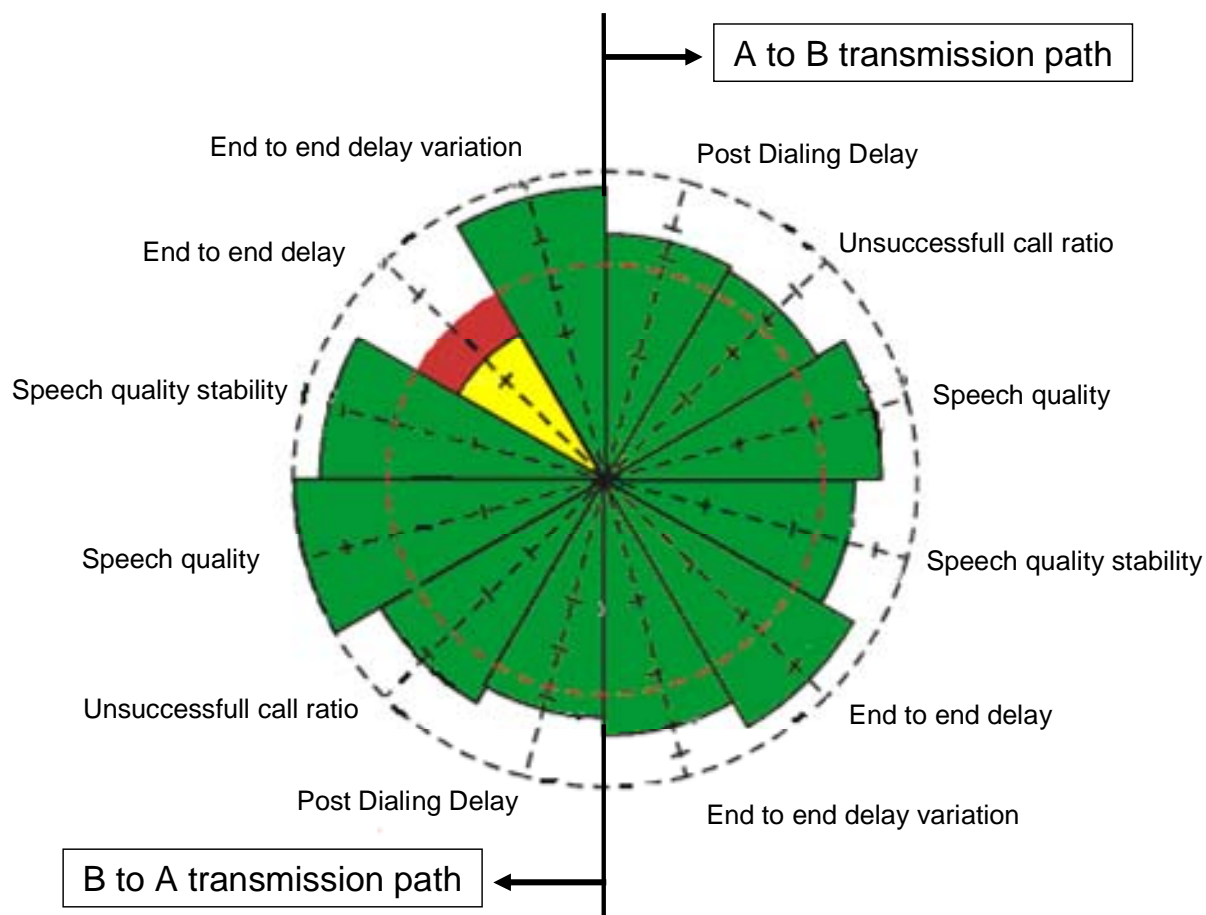 A to B transmission path
End to end delay variation
Post Dialing Delay
Unsuccessfull call ratio
End to end delay
Speech quality stability
Speech quality
Speech quality
Speech quality stability
Unsuccessfull call ratio
End to end delay
Post Dialing Delay
End to end delay variation
B to A transmission path